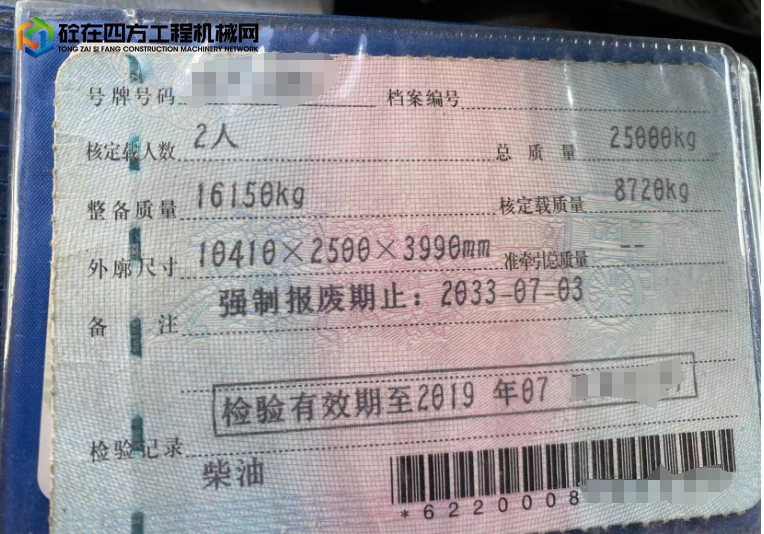 砼在四方工程机械网
TONG ZAI SI FANG CONSTRUCTION MACHINERY NETWORK
号牌号码 档案编号
核定载人数 2人 总质量 25000kg
整备质量 16150kg 核定载质量 8720kg
外廓尺寸 10410×2500×3990mm 准牵引总质量 --
备注 强制报废期止：2033-07-03
检验有效期至2019 年07
检验记录
柴油
*6220008